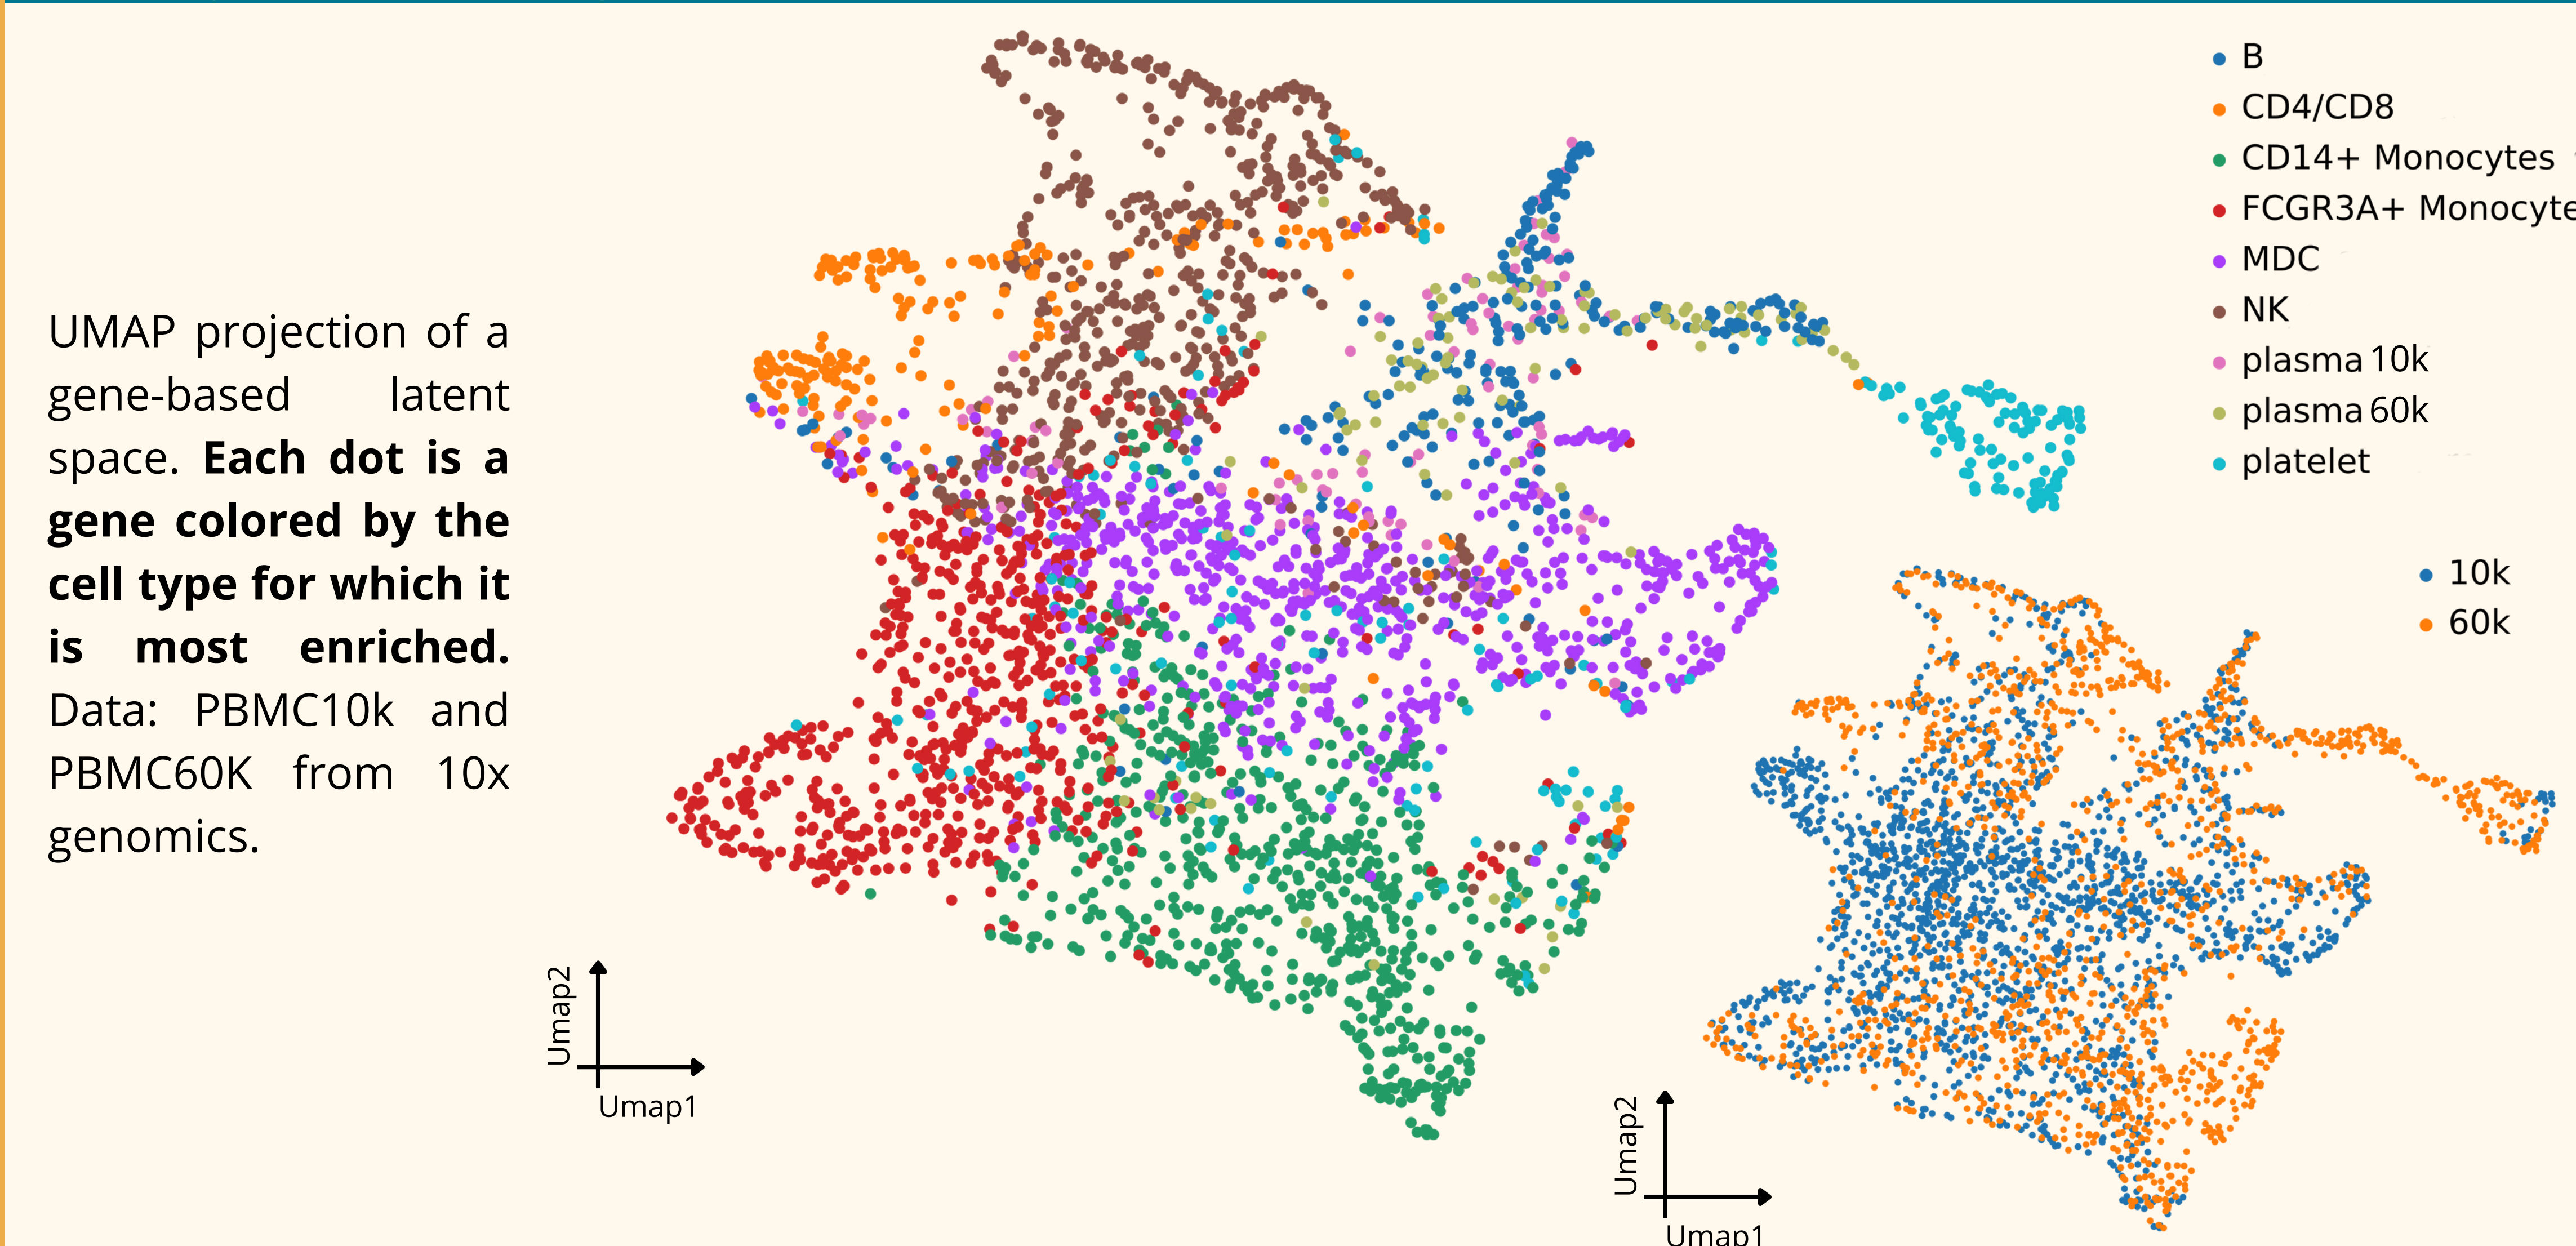 UMAP projection of a
gene-based latent
space. Each dot is a
gene colored by the
cell type for which it
is most enriched.
Data: PBMC10k and
PBMC60K from 10x
genomics.
Umap2
Umap1
B
CD4/CD8
CD14+ Monocytes
FCGR3A+ Monocyte
MDC
NK
plasma 10k
plasma 60k
platelet
10k
60k
Umap2
Umap1